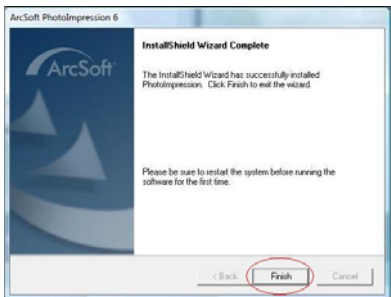 ArcSoft PhotoImpression 6
ArcSoft
InstallShield Wizard Complete
The InstallShield Wizard has successfully installed
PhotoImpression. Click Finish to exit the wizard.
Please be sure to restart the system before running the
software for the first time.
< Back
Finish
Cancel